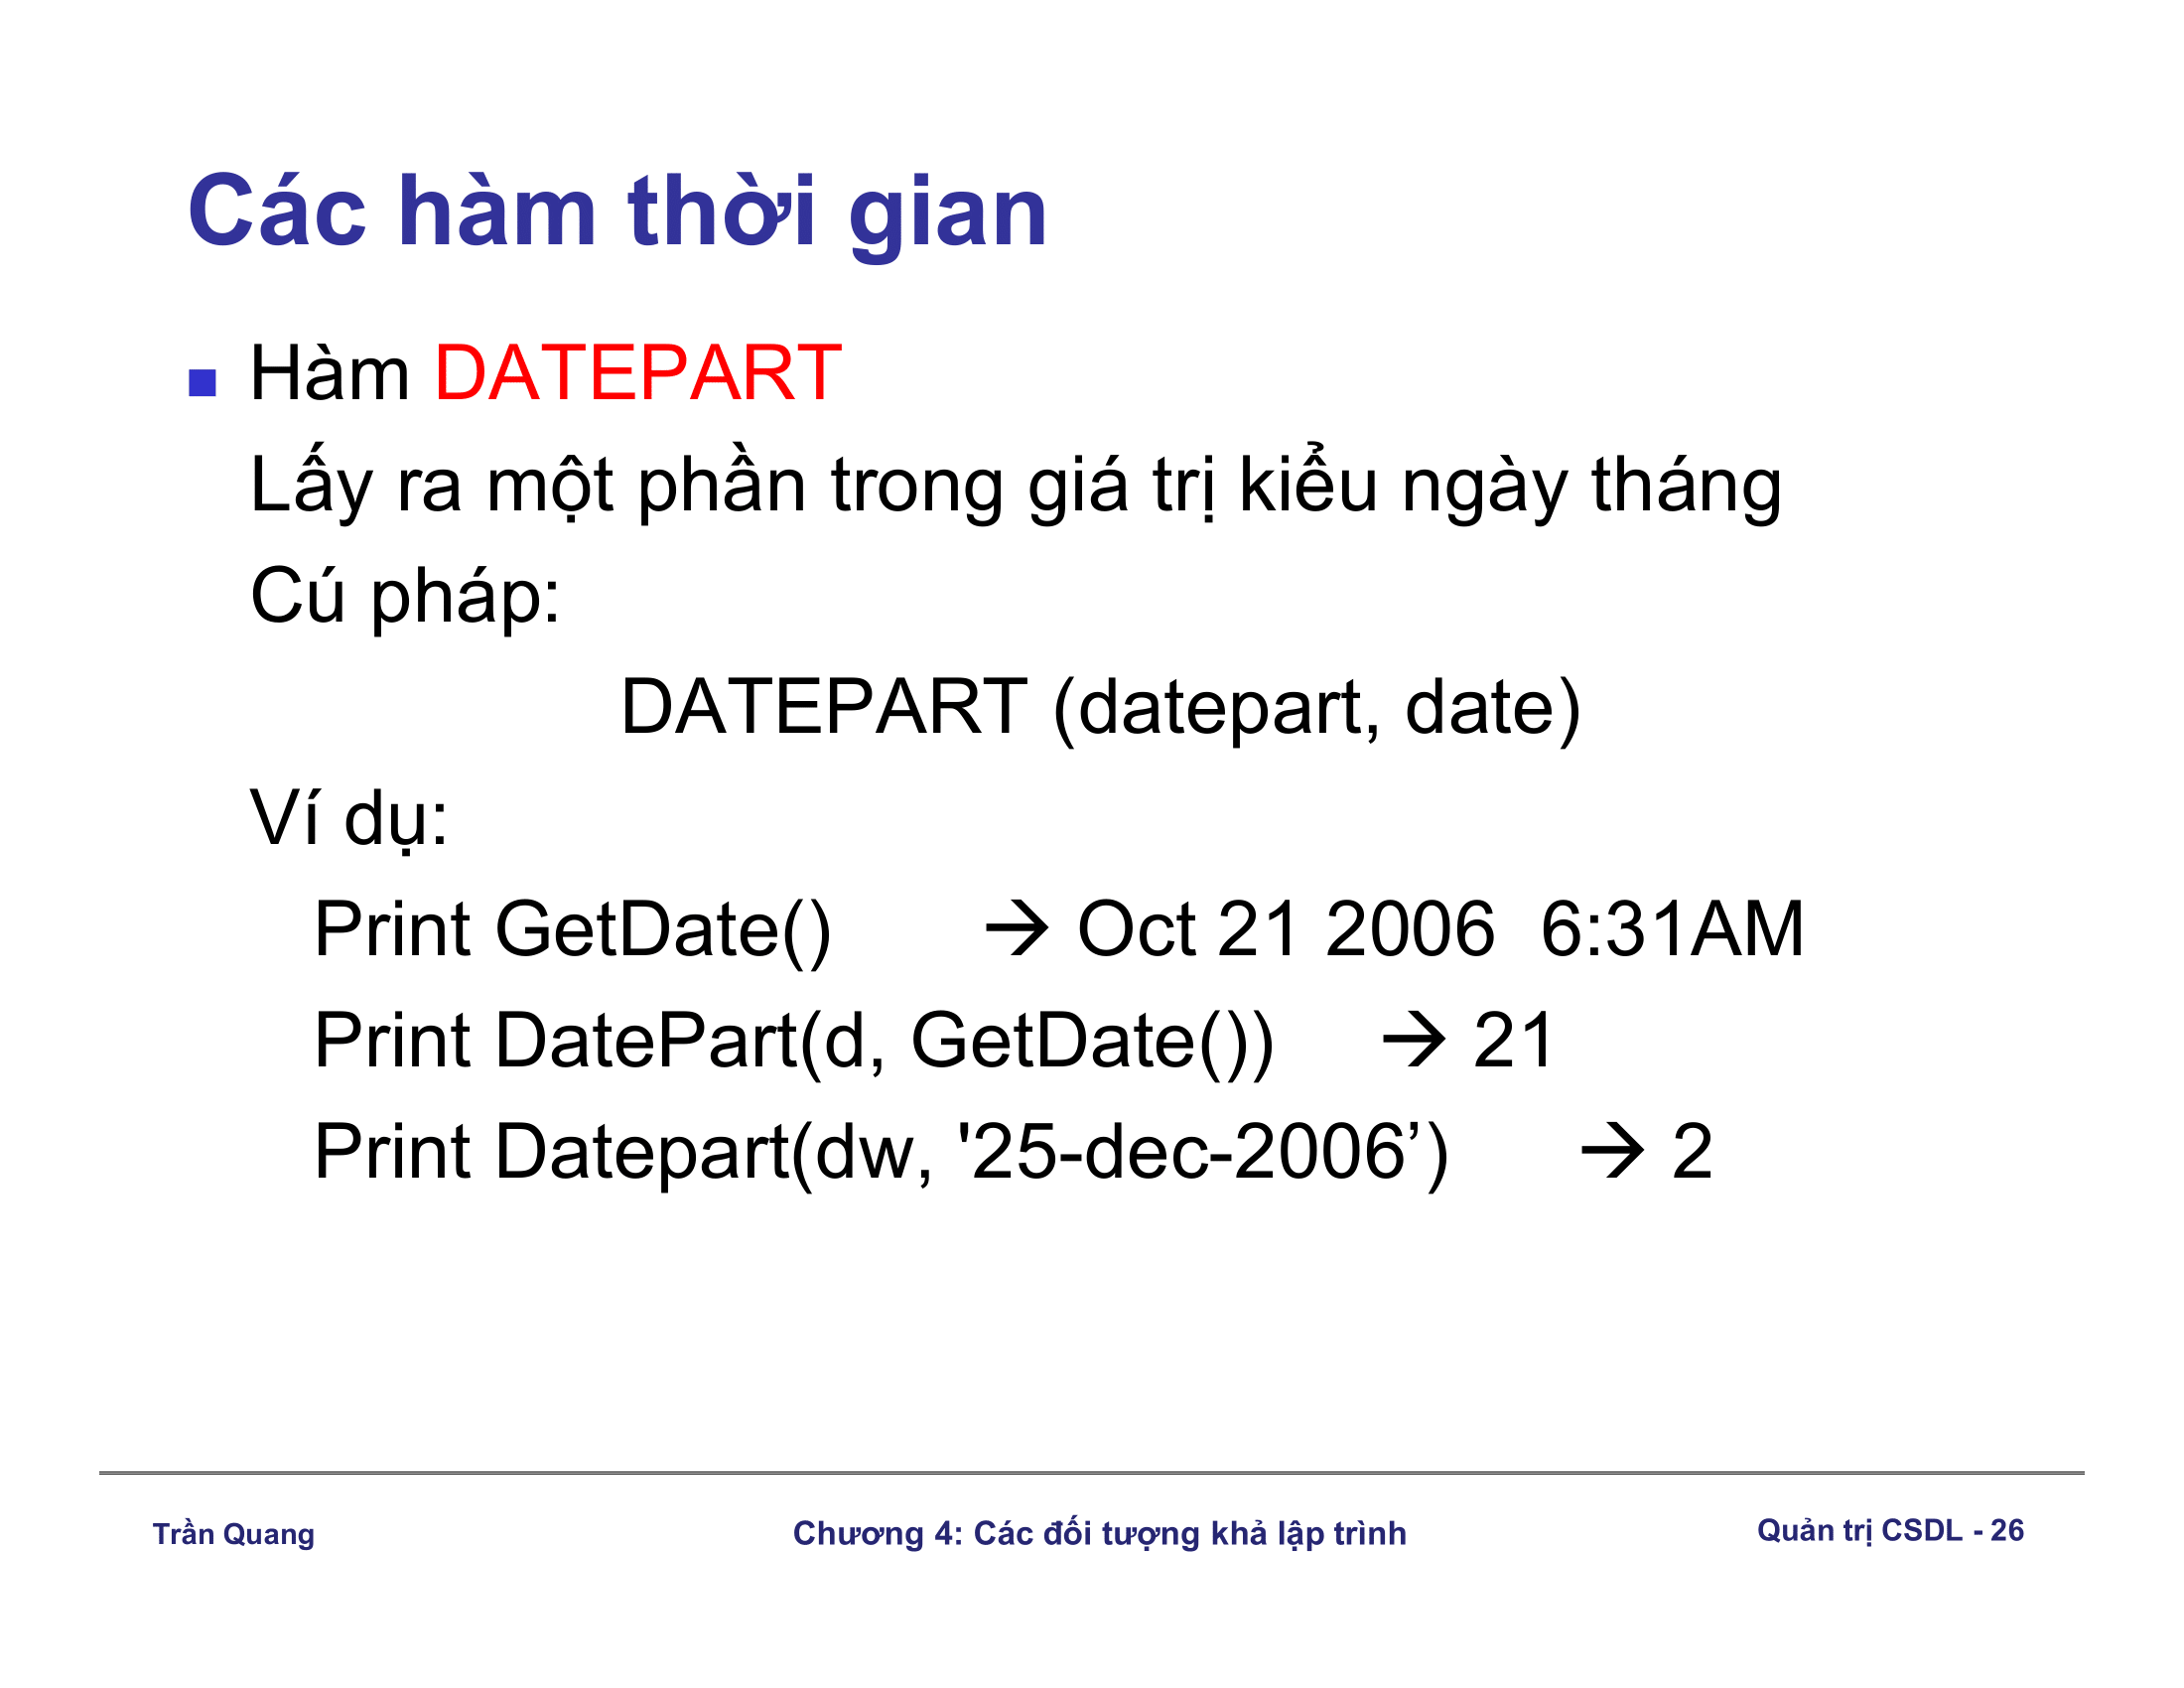 Các hàm thời gian
Hàm DATEPART
Lấy ra một phần trong giá trị kiểu ngày tháng
Cú pháp:
DATEPART (datepart, date)
Ví dụ:
Print GetDate() → Oct 21 2006  6:31AM
Print DatePart(d, GetDate()) → 21
Print Datepart(dw, '25-dec-2006’) → 2
Trần Quang
Chương 4: Các đối tượng khả lập trình
Quản trị CSDL - 26